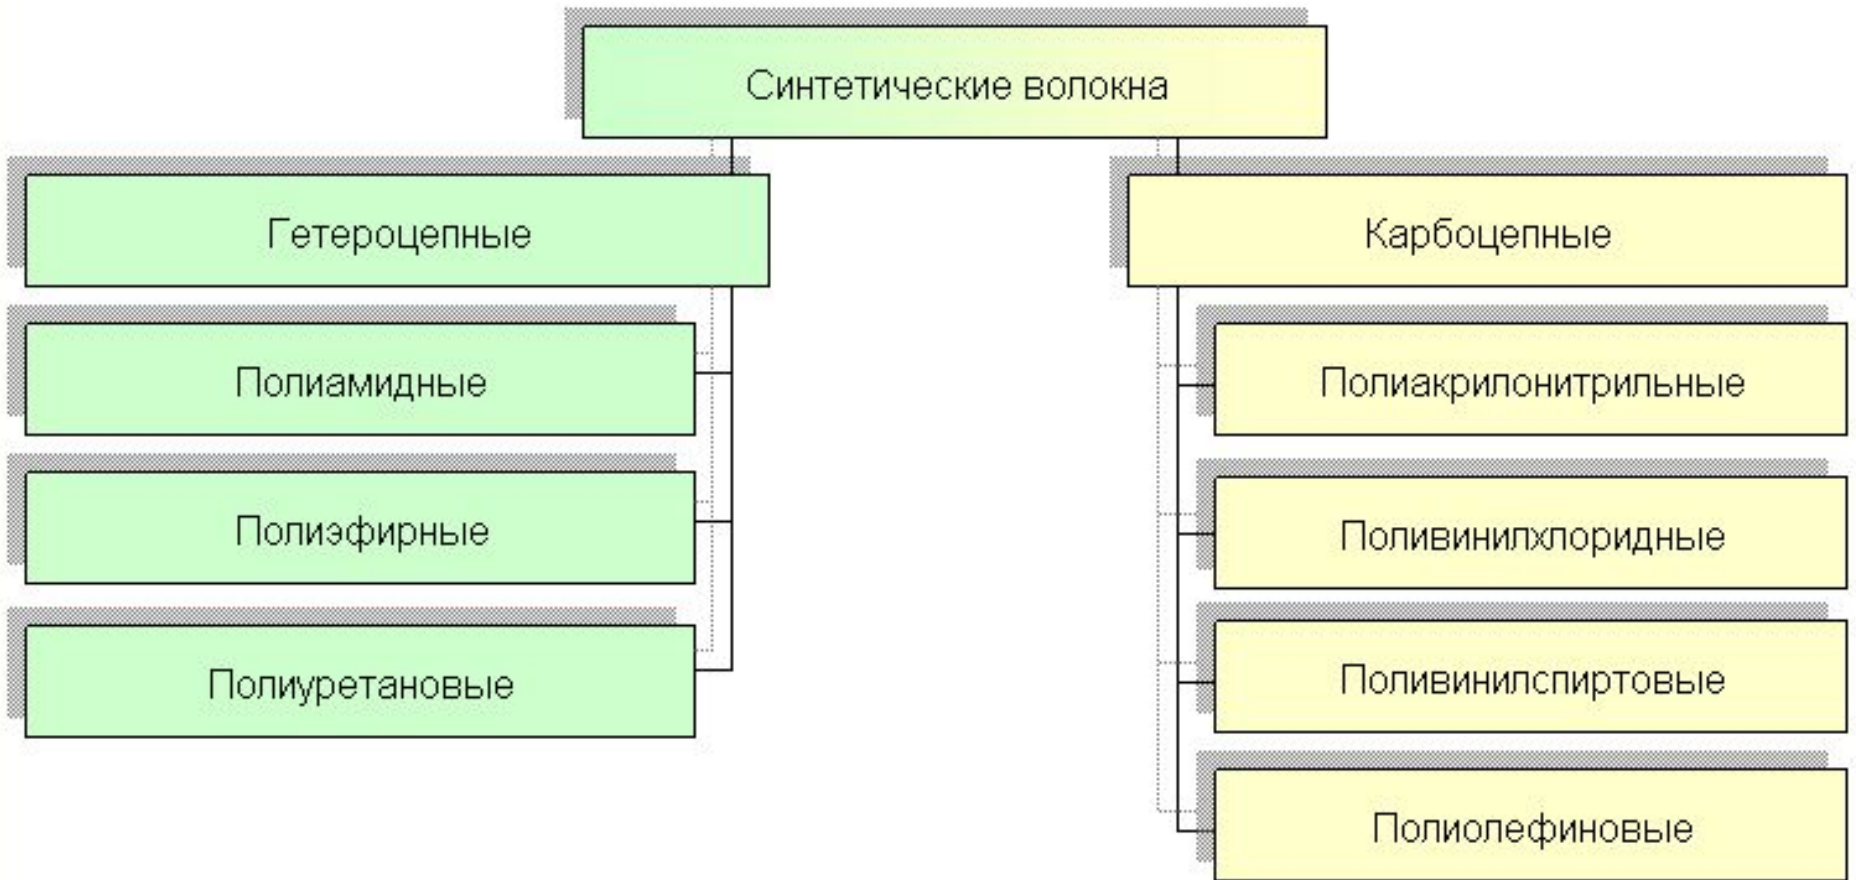 Синтетические волокна
Гетероцепные
Карбоцепные
Полиамидные
Полиакрилонитрильные
Полиэфирные
Поливинилхлоридные
Полиуретановые
Поливинилспиртовые
Полиолефиновые